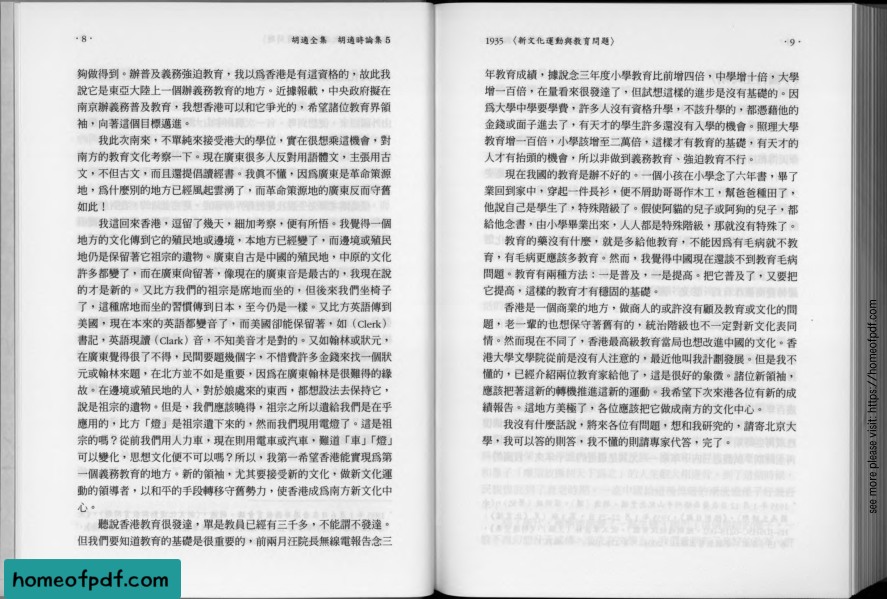 ·8·
胡適全集 胡適時論集5
夠做得到。辦普及義務強迫教育，我以爲香港是有這資格的，故此我
說它是東亞大陸上一個辦義務教育的地方。近據報載，中央政府擬在
南京辦義務普及教育，我想香港可以和它爭光的，希望諸位教育界領
袖，向著這個目標邁進。
我此次南來，不單純來接受港大的學位，實在很想乘這機會，對
南方的教育文化考察一下。現在廣東很多人反對用語體文，主張用古
文，不但古文，而且還提倡讀經書。我眞不懂，因爲廣東是革命策源
地，爲什麼別的地方已經風起雲湧了，而革命策源地的廣東反而守舊
如此！
我這回來香港，逗留了幾天，細加考察，便有所悟。我覺得一個
地方的文化傳到它的殖民地或邊境，本地方已經變了，而邊境或殖民
地仍是保留著它祖宗的遺物。廣東自古是中國的殖民地，中原的文化
許多都變了，而在廣東尙留著，像現在的廣東音是最古的，我現在說
的才是新的。又比方我們的祖宗是席地而坐的，但後來我們坐椅子
了，這種席地而坐的習慣傳到日本，至今仍是一樣。又比方英語傳到
美國，現在本來的英語都變音了，而美國卻能保留著，如（Clerk）
書記，英語現讀（Clark）音，不知美音才是對的。又如翰林或狀元，
在廣東覺得很了不得，民間要題幾個字，不惜費許多金錢來找一個狀
元或翰林來題，在北方並不如是重要，因爲在廣東翰林是很難得的緣
故。在邊境或殖民地的人，對於娘處來的東西，都想設法去保持它，
說是祖宗的遺物。但是，我們應該曉得，祖宗之所以遺給我們是在乎
應用的，比方「燈」是祖宗遺下來的，然而我們現用電燈了。這是祖
宗的嗎？從前我們用人力車，現在則用電車或汽車，難道「車」「燈」
可以變化，思想文化便不可以嗎？所以，我第一希望香港能實現爲第
一個義務教育的地方。新的領袖，尤其要接受新的文化，做新文化運
動的領導者，以和平的手段轉移守舊勢力，使香港成爲南方新文化中
心。
聽說香港教育很發達，單是教員已經有三千多，不能謂不發達。
但我們要知道教育的基礎是很重要的，前兩月汪院長無線電報告念三
1935 〈新文化運動與教育問題〉
·9·
年教育成績，據說念三年度小學教育比前增四倍，中學增十倍，大學
增一百倍，在量看來很發達了，但試想這樣的進步是沒有基礎的。因
爲大學中學要學費，許多人沒有資格升學，不該升學的，都憑藉他的
金錢或面子進去了，有天才的學生許多還沒有入學的機會。照理大學
教育增一百倍，小學該增至二萬倍，這樣才有教育的基礎，有天才的
人才有抬頭的機會，所以非做到義務教育、強迫教育不行。
現在我國的教育是辦不好的。一個小孩在小學念了六年書，畢了
業回到家中，穿起一件長衫，便不屑助哥哥作木工，幫爸爸種田了，
他說自己是學生了，特殊階級了。假使阿貓的兒子或阿狗的兒子，都
給他念書，由小學畢業出來，人人都是特殊階級，那就沒有特殊了。
教育的藥沒有什麼，就是多給他教育，不能因爲有毛病就不教
育，有毛病更應該多教育。然而，我覺得中國現在還談不到教育毛病
問題。教育有兩種方法：一是普及，一是提高。把它普及了，又要把
它提高，這樣的教育才有穩固的基礎。
香港是一個商業的地方，做商人的或許沒有顧及教育或文化的問
題，老一輩的也想保守著舊有的，統治階級也不一定對新文化表同
情。然而現在不同了，香港最高級教育當局也想改進中國的文化。香
港大學文學院從前是沒有人注意的，最近他叫我計劃發展。但是我不
懂的，已經介紹兩位教育家給他了，這是很好的象徵。諸位新領袖，
應該把著這新的轉機推進這新的運動。我希望下次來港各位有新的成
績報告。這地方美極了，各位應該把它做成南方的文化中心。
我沒有什麼話說，將來各位有問題，想和我研究的，請寄北京大
學，我可以答的則答，我不懂的則請專家代答，完了。
see more please visit: https://homeofpdf.com
homeofpdf.com